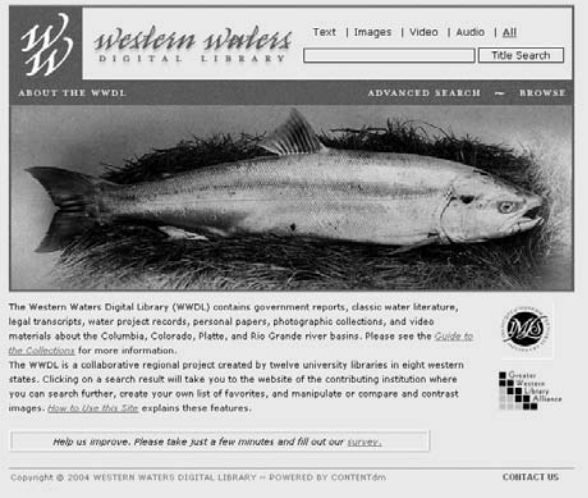 WW
western waters
DIGITAL LIBRARY
Text | Images | Video | Audio | All
Title Search
ABOUT THE WWDL
ADVANCED SEARCH ~ BROWSE
The Western Waters Digital Library (WWDL) contains government reports, classic water literature,
legal transcripts, water project records, personal papers, photographic collections, and video
materials about the Columbia, Colorado, Platte, and Rio Grande river basins. Please see the Guide to
the Collections for more information.
The WWDL is a collaborative regional project created by twelve university libraries in eight western
states. Clicking on a search result will take you to the website of the contributing institution where
you can search further, create your own list of favorites, and manipulate or compare and contrast
images. How to Use this Site explains these features.
Greater
Western
Library
Alliance
Help us improve. Please take just a few minutes and fill out our survey.
Copyright © 2004 WESTERN WATERS DIGITAL LIBRARY ~ POWERED BY CONTENTdm
CONTACT US